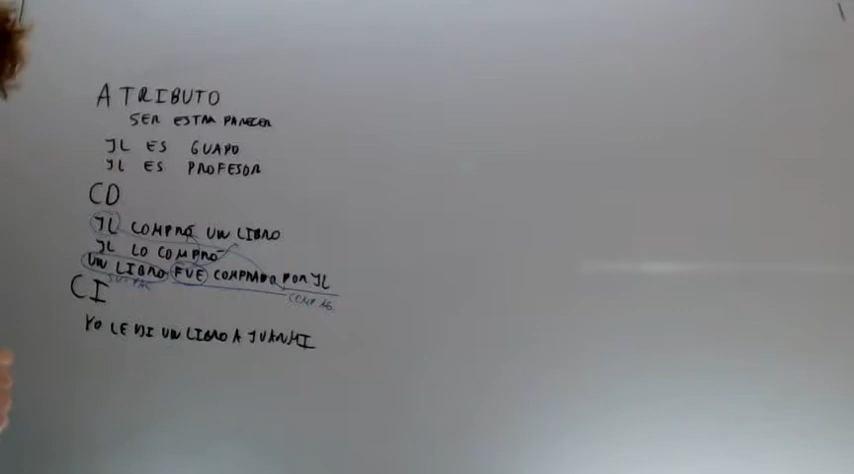 ATRIBUTO
SER ESTAR PARECER
JL ES GUAPO
JL ES PROFESOR
CD
JL COMPRÓ UN LIBRO
JL LO COMPRÓ
UN LIBRO FUE COMPRADO POR JL
CI
YO LE DI UN LIBRO A JUANMI